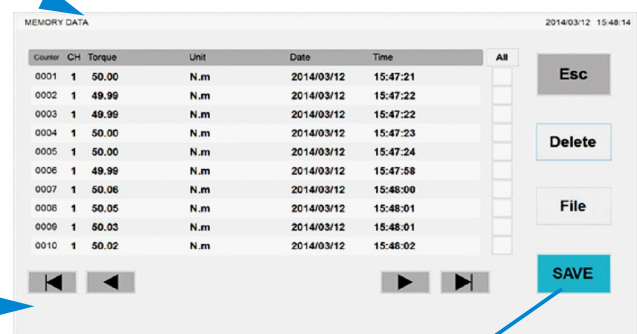 MEMORY DATA 2014/03/12 15:48:14
Counter CH Torque Unit Date Time All
0001 1 50.00 N.m 2014/03/12 15:47:21
0002 1 49.99 N.m 2014/03/12 15:47:22
0003 1 49.99 N.m 2014/03/12 15:47:22
0004 1 50.00 N.m 2014/03/12 15:47:23
0005 1 50.00 N.m 2014/03/12 15:47:24
0006 1 49.99 N.m 2014/03/12 15:47:58
0007 1 50.06 N.m 2014/03/12 15:48:00
0008 1 50.05 N.m 2014/03/12 15:48:01
0009 1 50.03 N.m 2014/03/12 15:48:01
0010 1 50.02 N.m 2014/03/12 15:48:02
Esc
Delete
File
SAVE